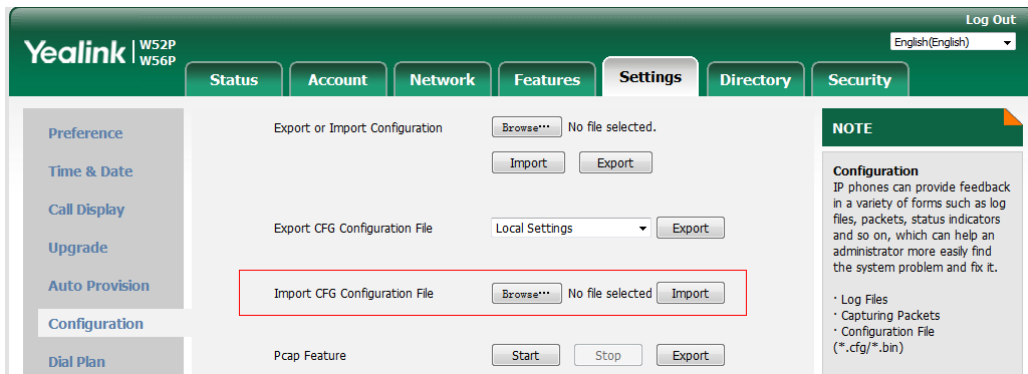 Log Out
Yealink | W52P
W56P
English(English)
Status Account Network Features Settings Directory Security
Preference
Time & Date
Call Display
Upgrade
Auto Provision
Configuration
Dial Plan
Export or Import Configuration Browse... No file selected.
Import Export
Export CFG Configuration File Local Settings Export
Import CFG Configuration File Browse... No file selected Import
Pcap Feature Start Stop Export
NOTE
Configuration
IP phones can provide feedback
in a variety of forms such as log
files, packets, status indicators
and so on, which can help an
administrator more easily find
the system problem and fix it.
· Log Files
· Capturing Packets
· Configuration File
(*.cfg/*.bin)